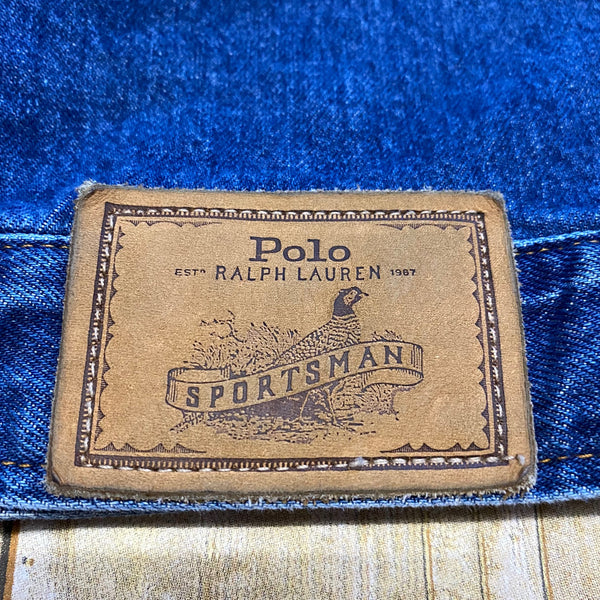 Polo
ESTD RALPH LAUREN 1967
SPORTSMAN